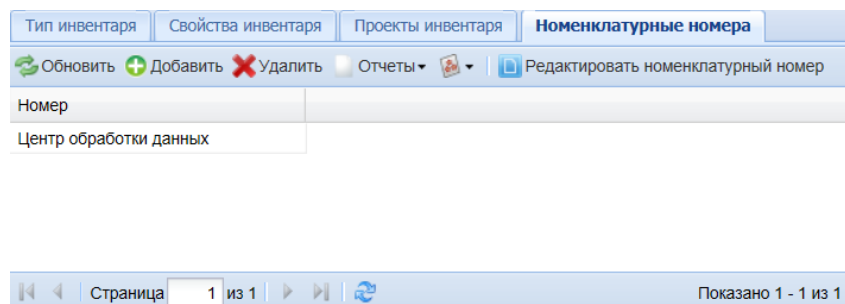 Тип инвентаря Свойства инвентаря Проекты инвентаря Номенклатурные номера
Обновить Добавить Удалить Отчеты Редактировать номенклатурный номер
Номер
Центр обработки данных
Страница 1 из 1 Показано 1 - 1 из 1